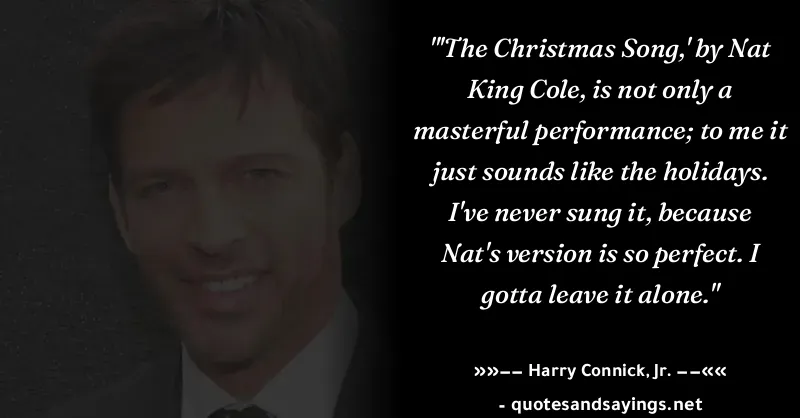 "'The Christmas Song,' by Nat
King Cole, is not only a
masterful performance; to me it
just sounds like the holidays.
I've never sung it, because
Nat's version is so perfect. I
gotta leave it alone."
»»–– Harry Connick, Jr. ––««
- quotesandsayings.net